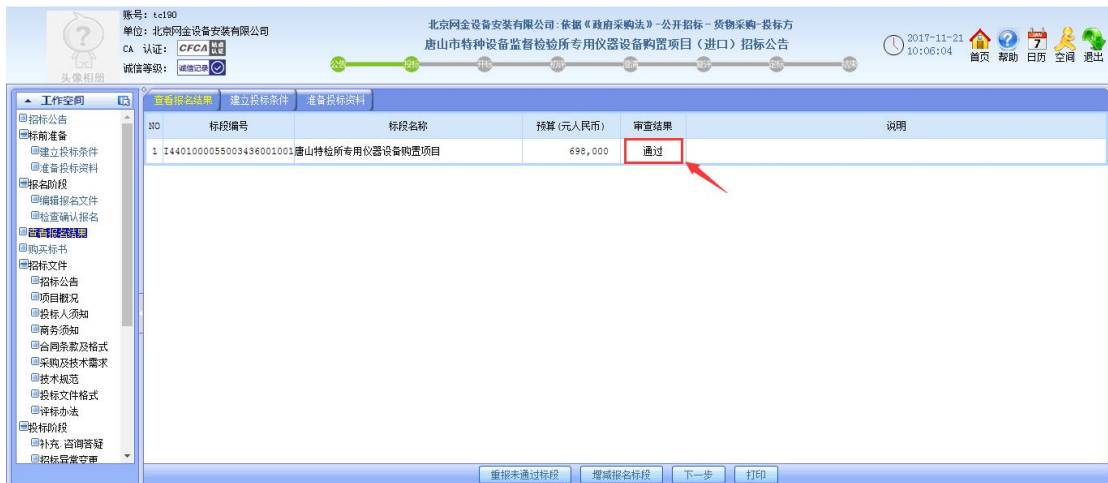 账号: tc190
单位: 北京网金设备安装有限公司
CA 认证: CFCA
诚信等级: 诚信记录
头像相册
北京网金设备安装有限公司:依据《政府采购法》-公开招标-货物采购-投标方
唐山市特种设备监督检验所专用仪器设备购置项目（进口）招标公告
公告 投标
2017-11-21
10:06:04
首页 帮助 日历 空间 退出
7
工作空间
招标公告
标前准备
建立投标条件
准备投标资料
报名阶段
编辑报名文件
检查确认报名
查看报名结果
购买标书
招标文件
招标公告
项目概况
投标人须知
商务须知
合同条款及格式
采购及技术需求
技术规范
投标文件格式
评标办法
投标阶段
补充.咨询答疑
招标异常变更
查看报名结果 建立投标条件 准备投标资料
NO 标段编号 标段名称 预算(元人民币) 审查结果 说明
1 I4401000055003436001001 唐山特检所专用仪器设备购置项目 698,000 通过
重报未通过标段 增减报名标段 下一步 打印